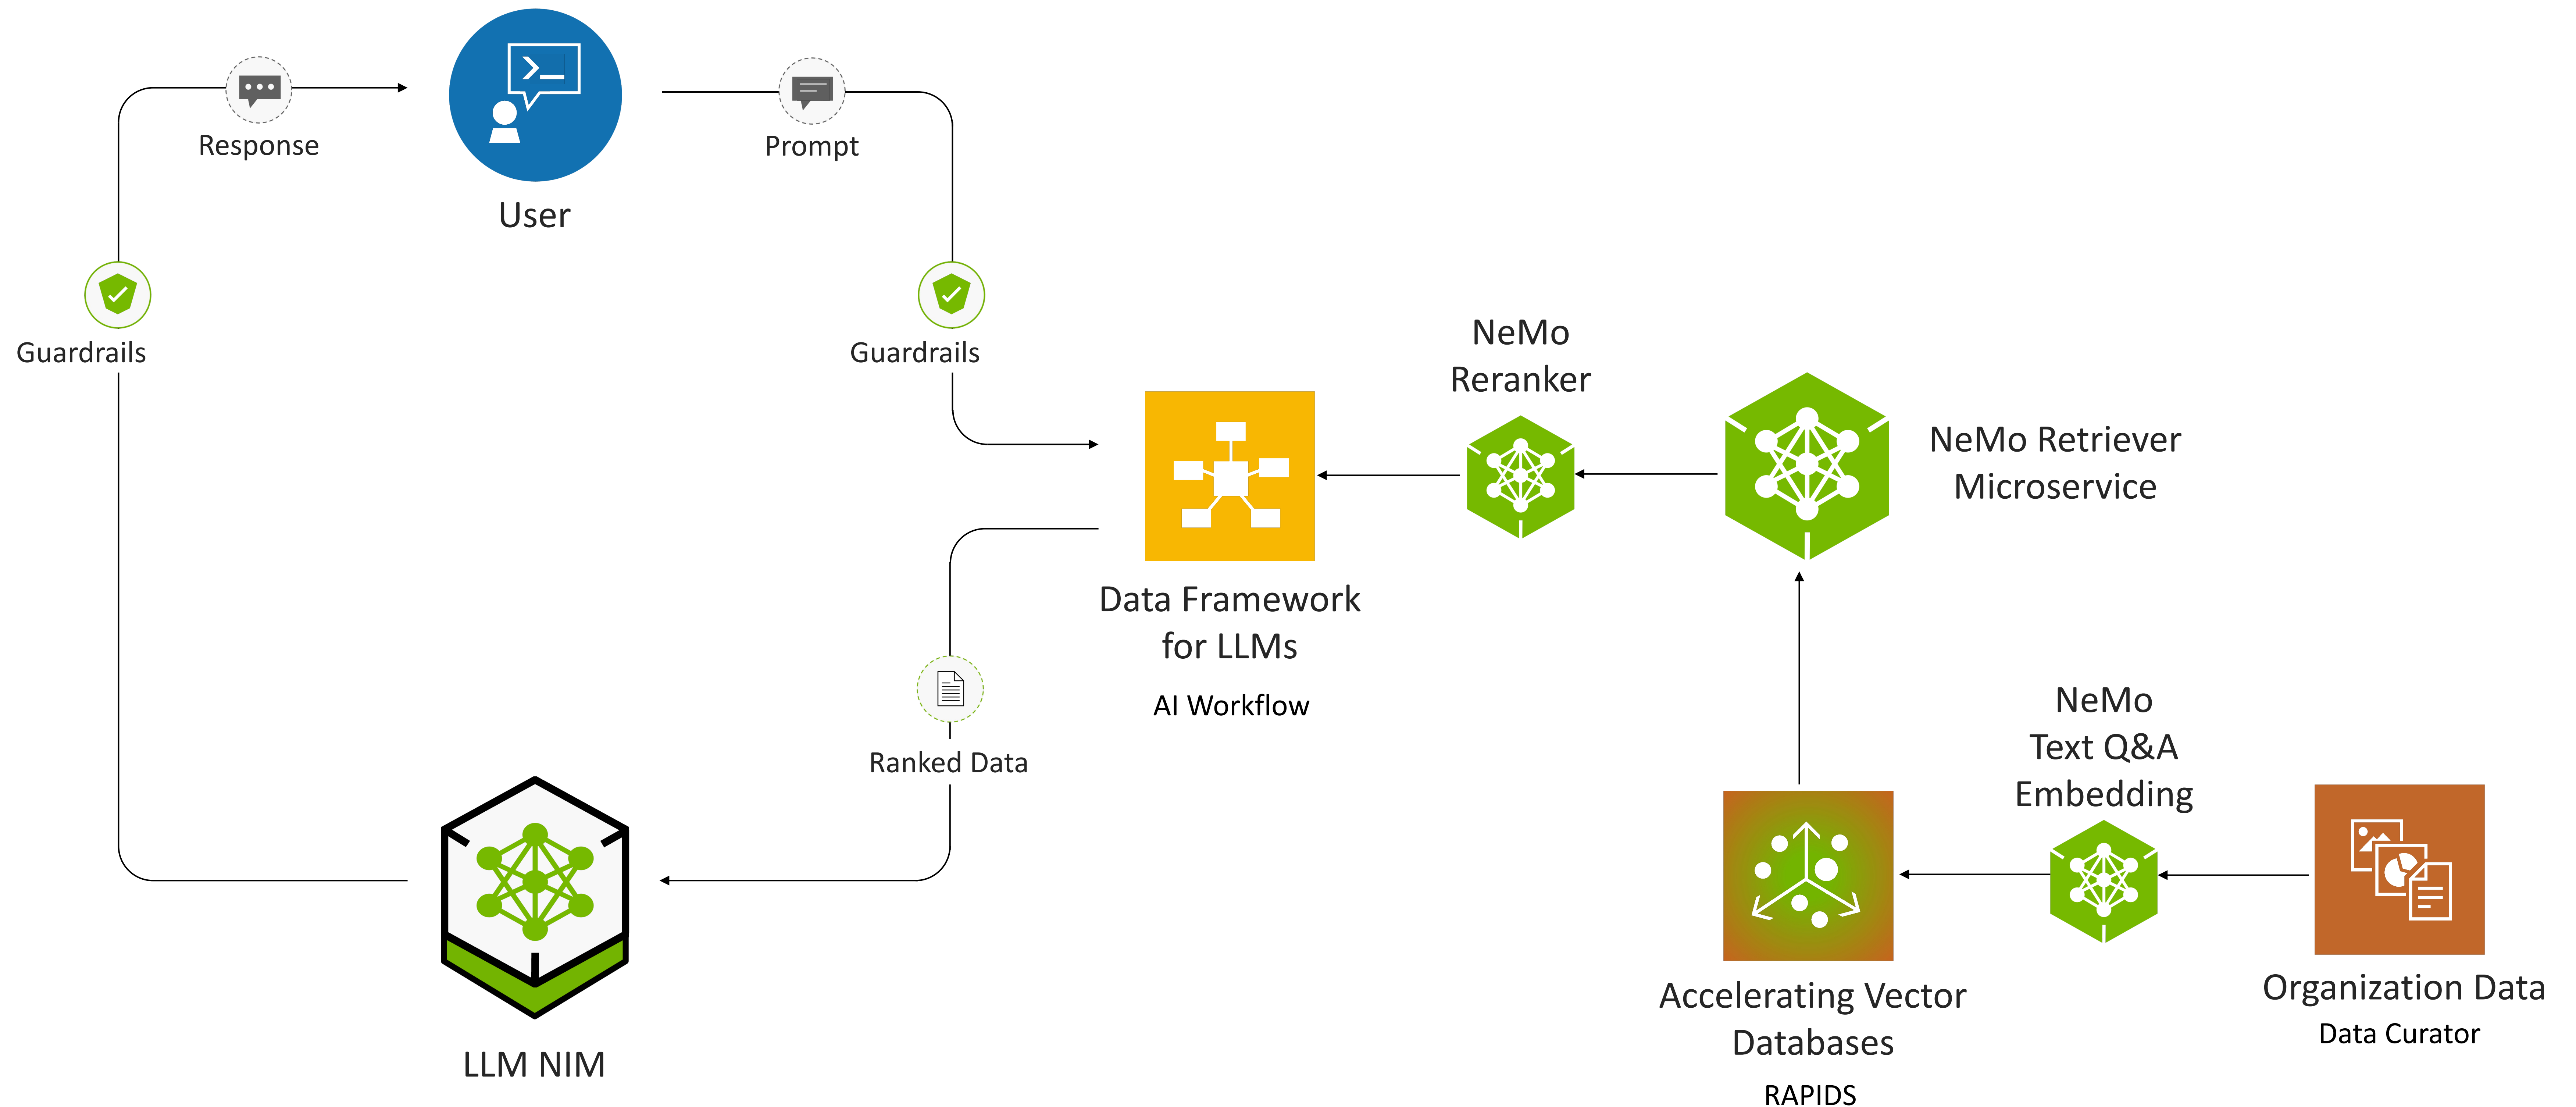 Response
User
Prompt
Guardrails
Guardrails
NeMo
Reranker
NeMo Retriever
Microservice
Data Framework
for LLMs
AI Workflow
Ranked Data
NeMo
Text Q&A
Embedding
LLM NIM
Accelerating Vector
Databases
RAPIDS
Organization Data
Data Curator